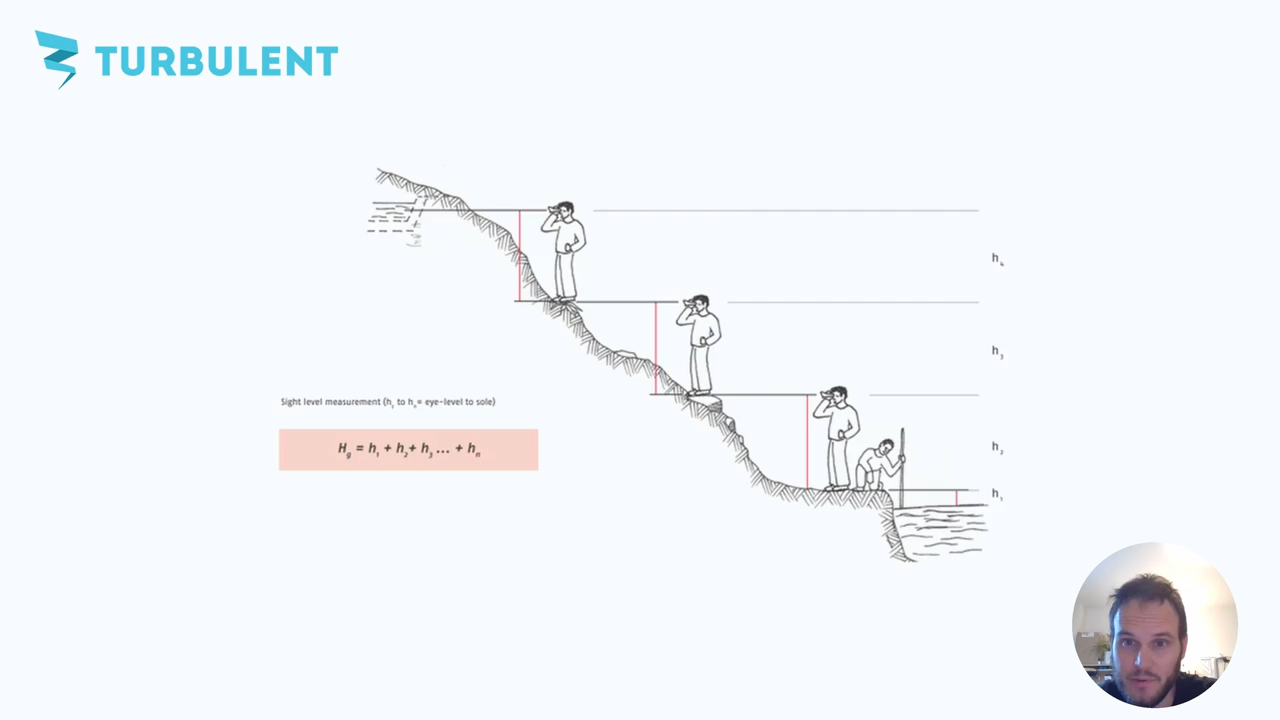 TURBULENT
h₄
h₃
Sight level measurement (h₁ to hₙ= eye-level to sole)
H_g = h₁ + h₂+ h₃ ... + hₙ
h₂
h₁